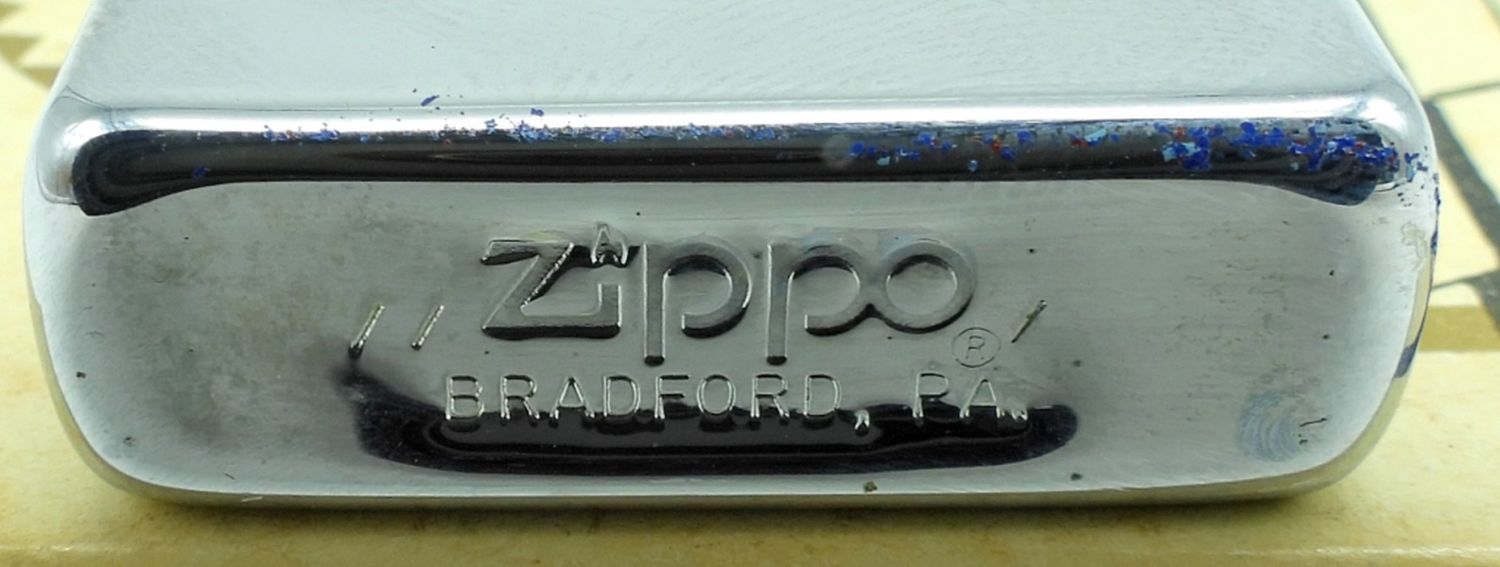 // Zippo ® /
BRADFORD, PA.